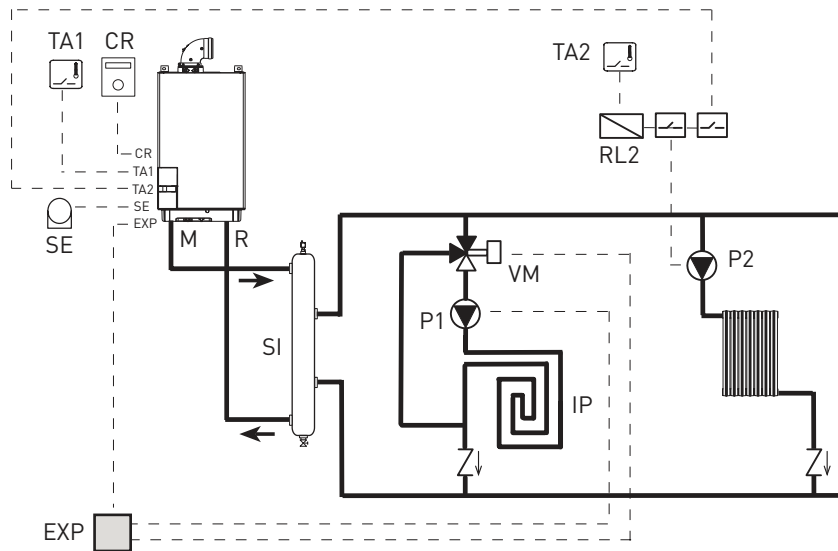 TA1 CR
TA2
RL2
CR
TA1
TA2
SE
EXP
SE
M R
VM
P2
P1
SI
IP
EXP